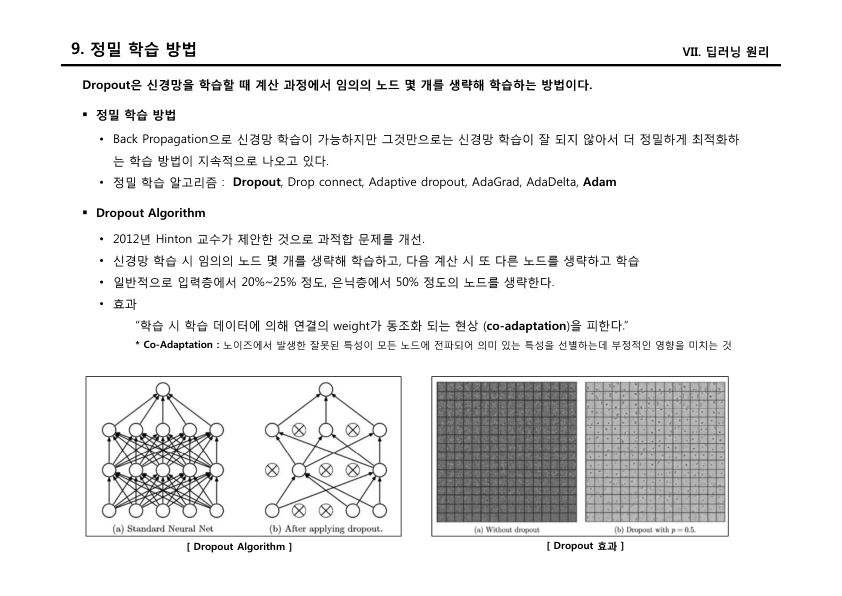 9. 정밀 학습 방법
VII. 딥러닝 원리
Dropout은 신경망을 학습할 때 계산 과정에서 임의의 노드 몇 개를 생략해 학습하는 방법이다.
▪ 정밀 학습 방법
• Back Propagation으로 신경망 학습이 가능하지만 그것만으로는 신경망 학습이 잘 되지 않아서 더 정밀하게 최적화하
는 학습 방법이 지속적으로 나오고 있다.
• 정밀 학습 알고리즘 : Dropout, Drop connect, Adaptive dropout, AdaGrad, AdaDelta, Adam
▪ Dropout Algorithm
• 2012년 Hinton 교수가 제안한 것으로 과적합 문제를 개선.
• 신경망 학습 시 임의의 노드 몇 개를 생략해 학습하고, 다음 계산 시 또 다른 노드를 생략하고 학습
• 일반적으로 입력층에서 20%~25% 정도, 은닉층에서 50% 정도의 노드를 생략한다.
• 효과
“학습 시 학습 데이터에 의해 연결의 weight가 동조화 되는 현상 (co-adaptation)을 피한다.”
* Co-Adaptation : 노이즈에서 발생한 잘못된 특성이 모든 노드에 전파되어 의미 있는 특성을 선별하는데 부정적인 영향을 미치는 것
(a) Standard Neural Net
(b) After applying dropout.
(a) Without dropout
(b) Dropout with p = 0.5.
[ Dropout Algorithm ]
[ Dropout 효과 ]